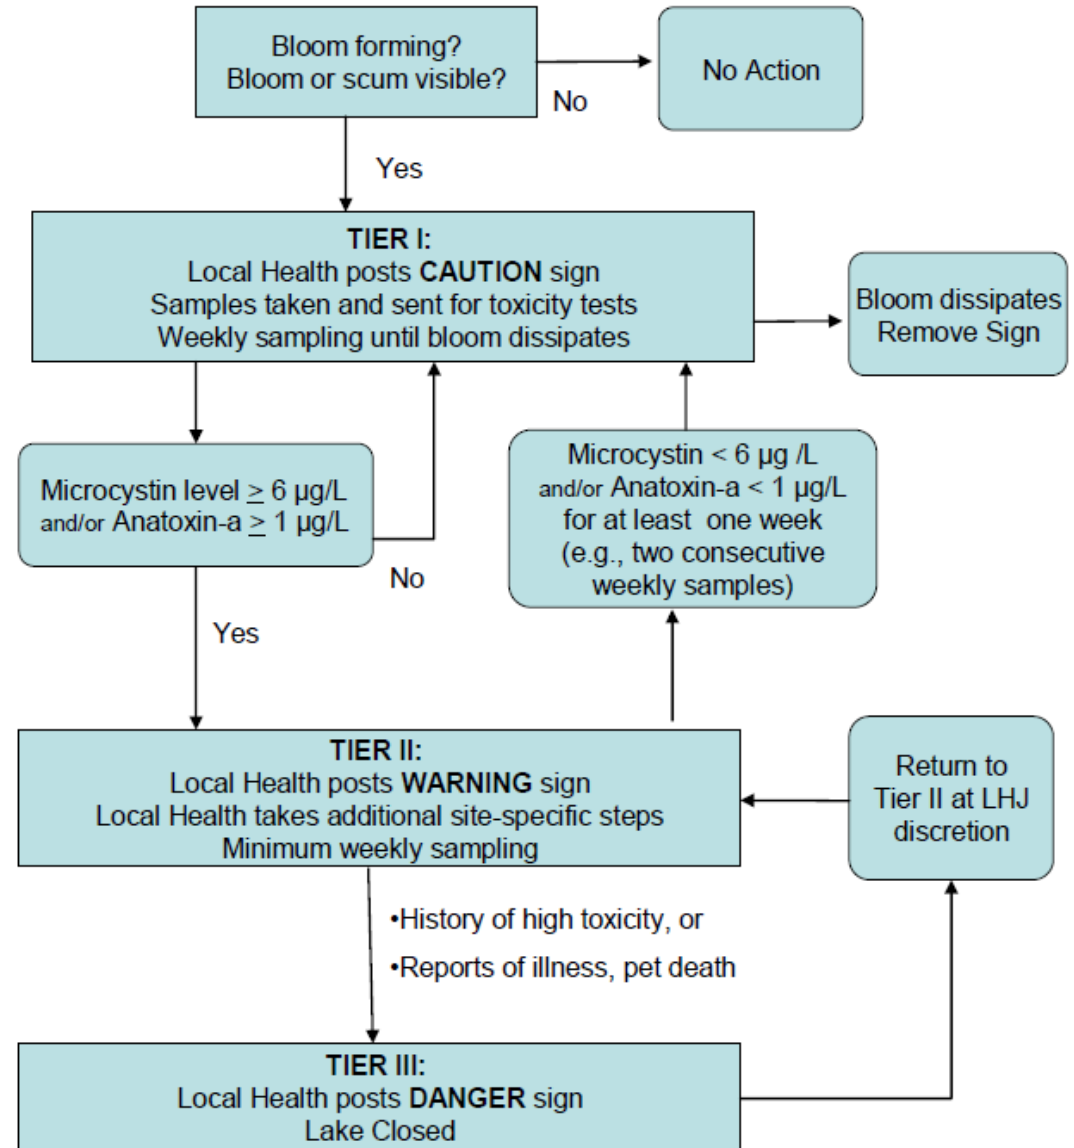 Bloom forming?
Bloom or scum visible?
No Action
No
Yes
TIER I:
Local Health posts CAUTION sign
Samples taken and sent for toxicity tests
Weekly sampling until bloom dissipates
Bloom dissipates
Remove Sign
Microcystin level ≥ 6 µg/L
and/or Anatoxin-a ≥ 1 µg/L
No
Yes
Microcystin < 6 µg /L
and/or Anatoxin-a < 1 µg/L
for at least one week
(e.g., two consecutive
weekly samples)
TIER II:
Local Health posts WARNING sign
Local Health takes additional site-specific steps
Minimum weekly sampling
Return to
Tier II at LHJ
discretion
•History of high toxicity, or
•Reports of illness, pet death
TIER III:
Local Health posts DANGER sign
Lake Closed